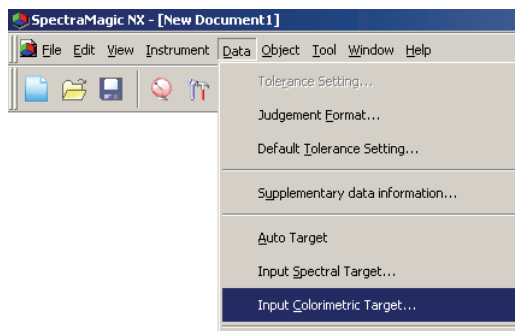 SpectraMagic NX - [New Document1]
File Edit View Instrument Data Object Tool Window Help
Tolerance Setting...
Judgement Format...
Default Tolerance Setting...
Supplementary data information...
Auto Target
Input Spectral Target...
Input Colorimetric Target...